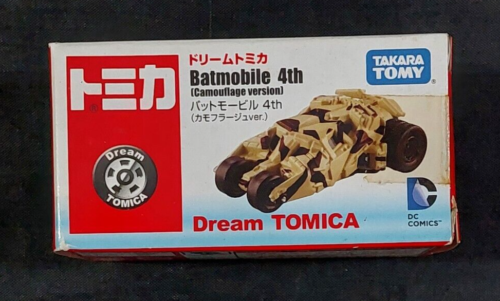 トミカ
Dream
TOMICA
ドリームトミカ
Batmobile 4th
(Camouflage version)
バットモービル 4th
(カモフラージュver.)
TAKARA
TOMY
Dream TOMICA
DC
COMICS™